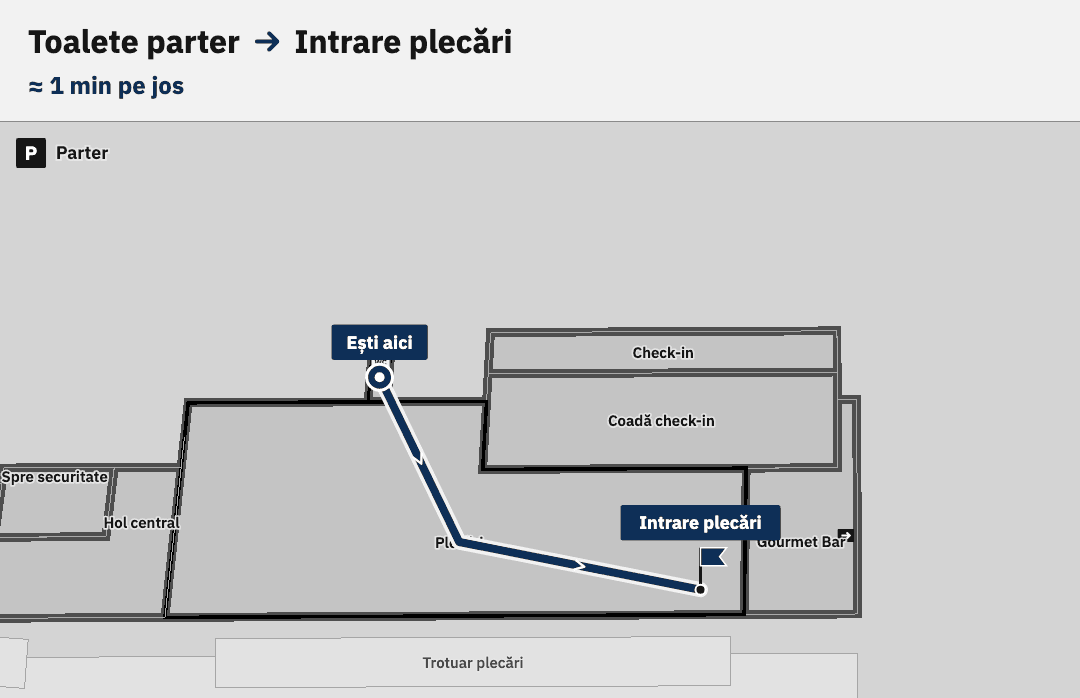 Toalete parter → Intrare plecări
≈ 1 min pe jos
P Parter
Ești aici
Check-in
Coadă check-in
Spre securitate
Hol central
Intrare plecări
Gourmet Bar
Trotuar plecări